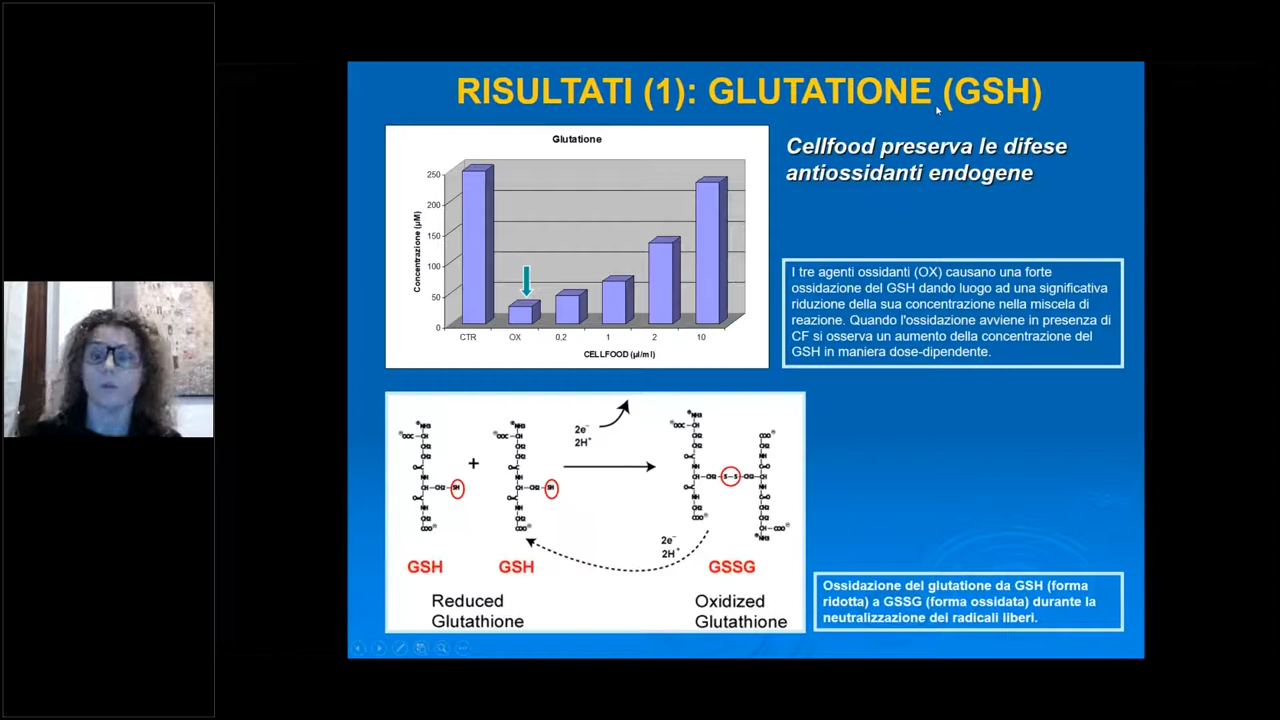 RISULTATI (1): GLUTATIONE (GSH)
Glutatione
Concentrazione (µM)
250
200
150
100
50
0
CTR OX 0,2 1 2 10
CELLFOOD (µl/ml)
Cellfood preserva le difese
antiossidanti endogene
I tre agenti ossidanti (OX) causano una forte
ossidazione del GSH dando luogo ad una significativa
riduzione della sua concentrazione nella miscela di
reazione. Quando l'ossidazione avviene in presenza di
CF si osserva un aumento della concentrazione del
GSH in maniera dose-dipendente.
2e⁻
2H⁺
+
SH
SH
S–S
2e⁻
2H⁺
GSH GSH GSSG
Reduced
Glutathione
Oxidized
Glutathione
Ossidazione del glutatione da GSH (forma
ridotta) a GSSG (forma ossidata) durante la
neutralizzazione dei radicali liberi.